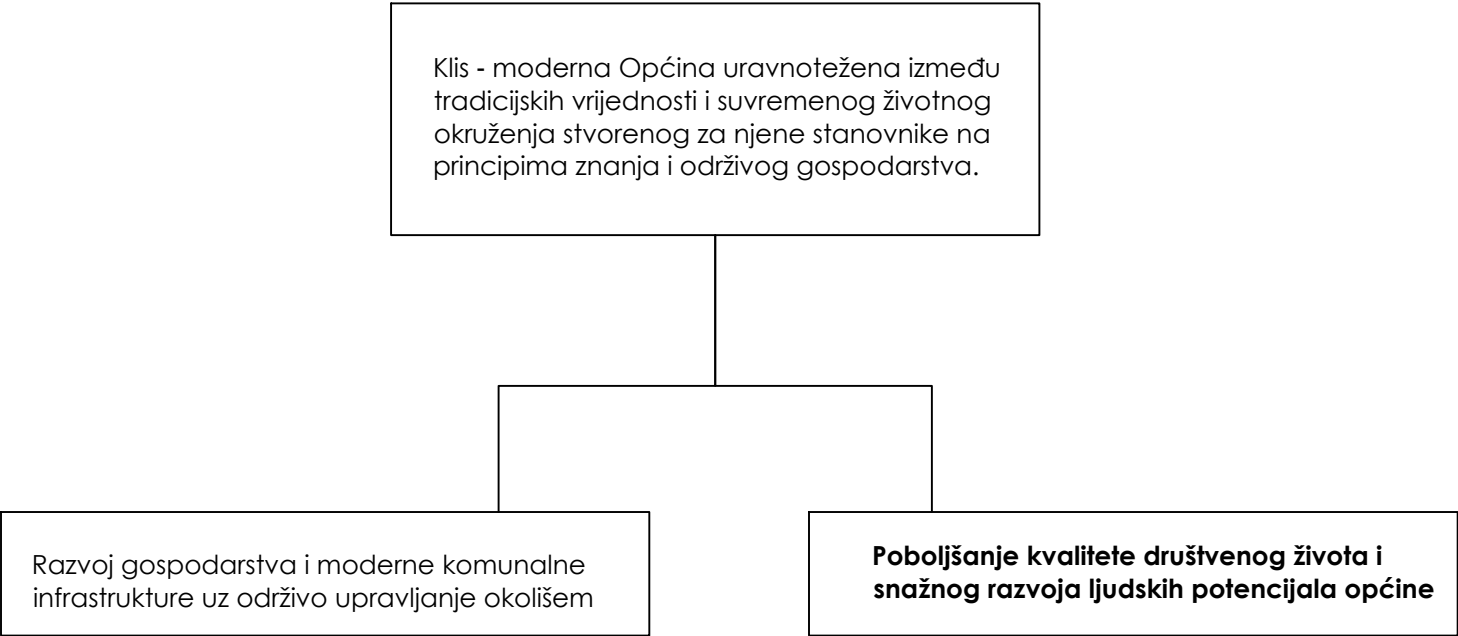 Klis - moderna Općina uravnotežena između
tradicijskih vrijednosti i suvremenog životnog
okruženja stvorenog za njene stanovnike na
principima znanja i održivog gospodarstva.
Razvoj gospodarstva i moderne komunalne
infrastrukture uz održivo upravljanje okolišem
Poboljšanje kvalitete društvenog života i
snažnog razvoja ljudskih potencijala općine